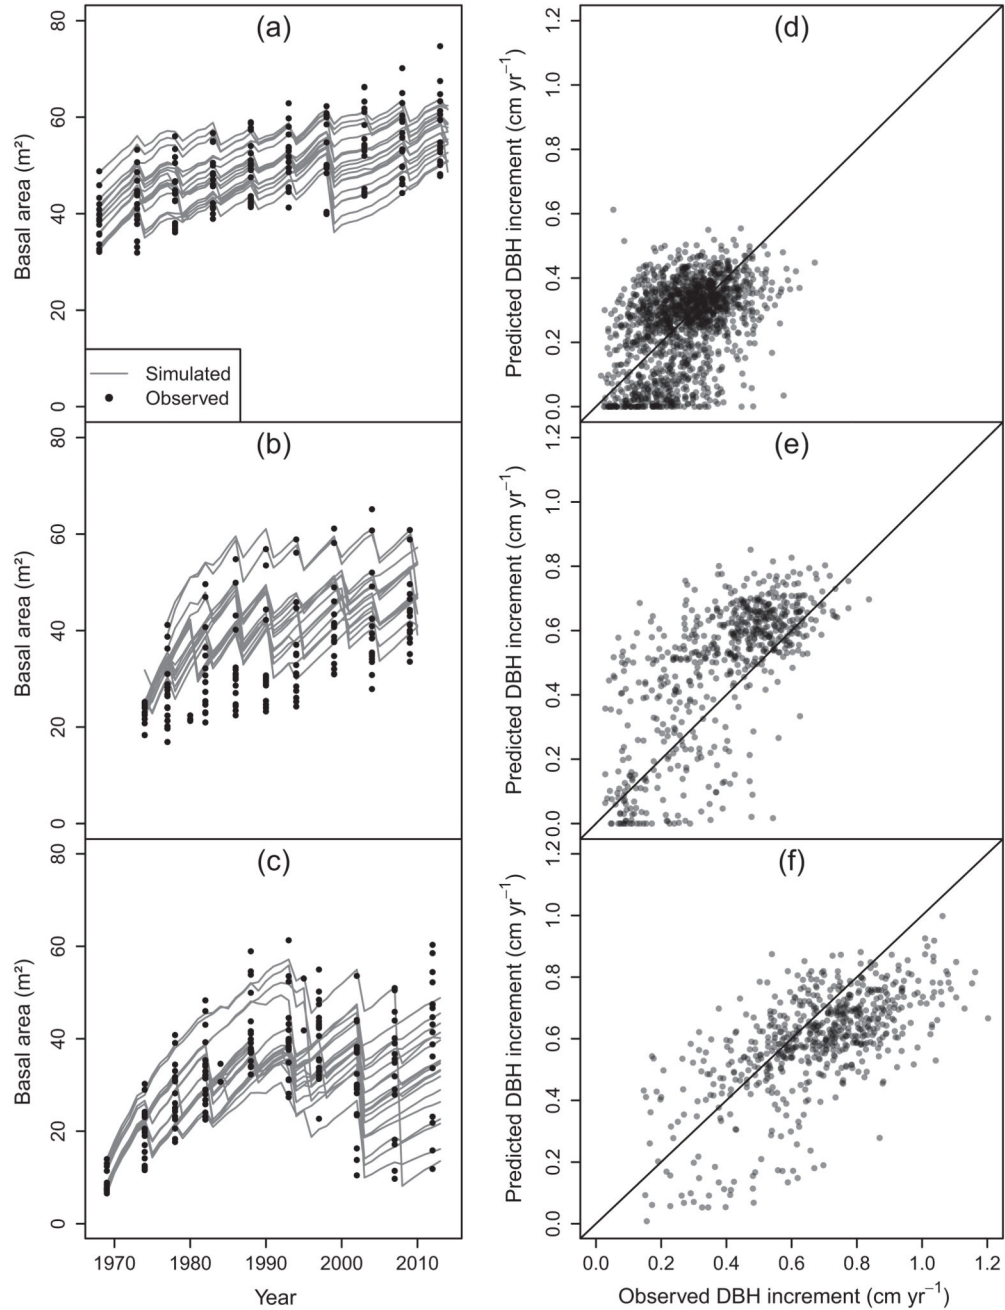 (a)
Basal area (m²)
0 20 40 60 80
Simulated
Observed
(d)
Predicted DBH increment (cm yr⁻¹)
0.0 0.2 0.4 0.6 0.8 1.0 1.2
(b)
Basal area (m²)
0 20 40 60 80
(e)
Predicted DBH increment (cm yr⁻¹)
0.0 0.2 0.4 0.6 0.8 1.0 1.2
(c)
Basal area (m²)
0 20 40 60 80
1970 1980 1990 2000 2010
Year
(f)
Predicted DBH increment (cm yr⁻¹)
0.0 0.2 0.4 0.6 0.8 1.0 1.2
0.0 0.2 0.4 0.6 0.8 1.0 1.2
Observed DBH increment (cm yr⁻¹)